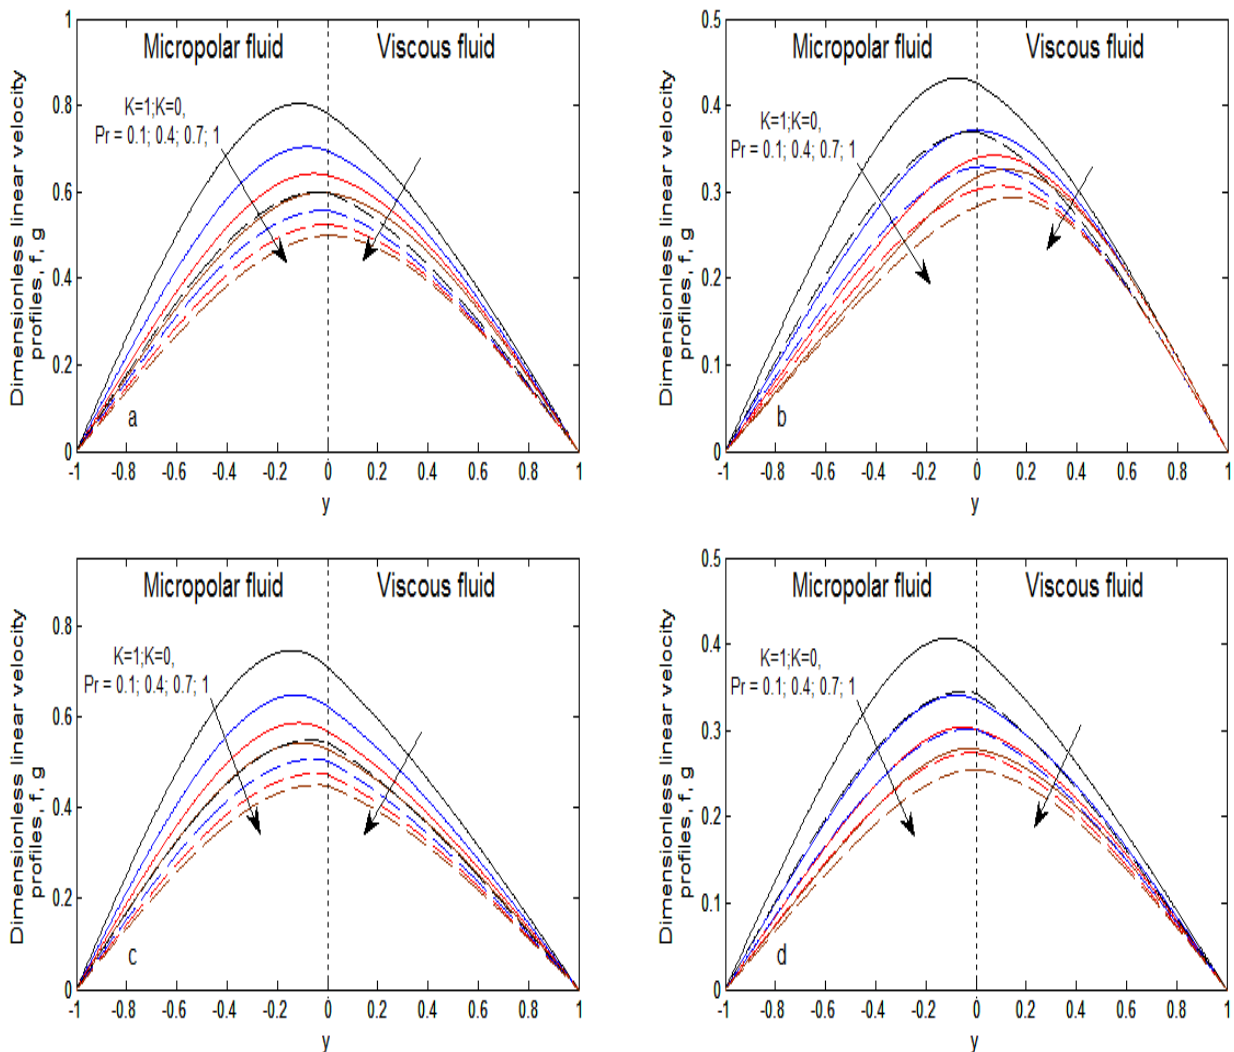 1
0.8
0.6
0.4
0.2
0
Dimensionless linear velocity
profiles, f, g
Micropolar fluid
Viscous fluid
K=1;K=0,
Pr = 0.1; 0.4; 0.7; 1
a
-1 -0.8 -0.6 -0.4 -0.2 0 0.2 0.4 0.6 0.8 1
y
0.5
0.4
0.3
0.2
0.1
0
Dimensionless linear velocity
profiles, f, g
Micropolar fluid
Viscous fluid
K=1;K=0,
Pr = 0.1; 0.4; 0.7; 1
b
-1 -0.8 -0.6 -0.4 -0.2 0 0.2 0.4 0.6 0.8 1
y
0.8
0.6
0.4
0.2
0
Dimensionless linear velocity
profiles, f, g
Micropolar fluid
Viscous fluid
K=1;K=0,
Pr = 0.1; 0.4; 0.7; 1
c
-1 -0.8 -0.6 -0.4 -0.2 0 0.2 0.4 0.6 0.8 1
y
0.5
0.4
0.3
0.2
0.1
0
Dimensionless linear velocity
profiles, f, g
Micropolar fluid
Viscous fluid
K=1;K=0,
Pr = 0.1; 0.4; 0.7; 1
d
-1 -0.8 -0.6 -0.4 -0.2 0 0.2 0.4 0.6 0.8 1
y